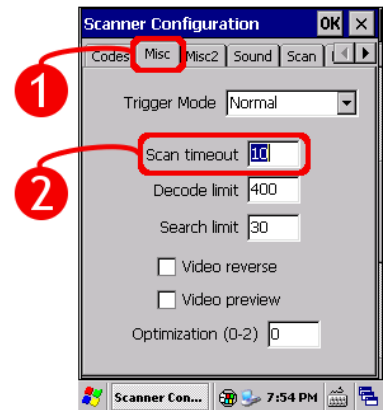 Scanner Configuration OK ×
Codes Misc Misc2 Sound Scan
1
Trigger Mode Normal
Scan timeout 10
2
Decode limit 400
Search limit 30
Video reverse
Video preview
Optimization (0-2) 0
Scanner Con... 7:54 PM